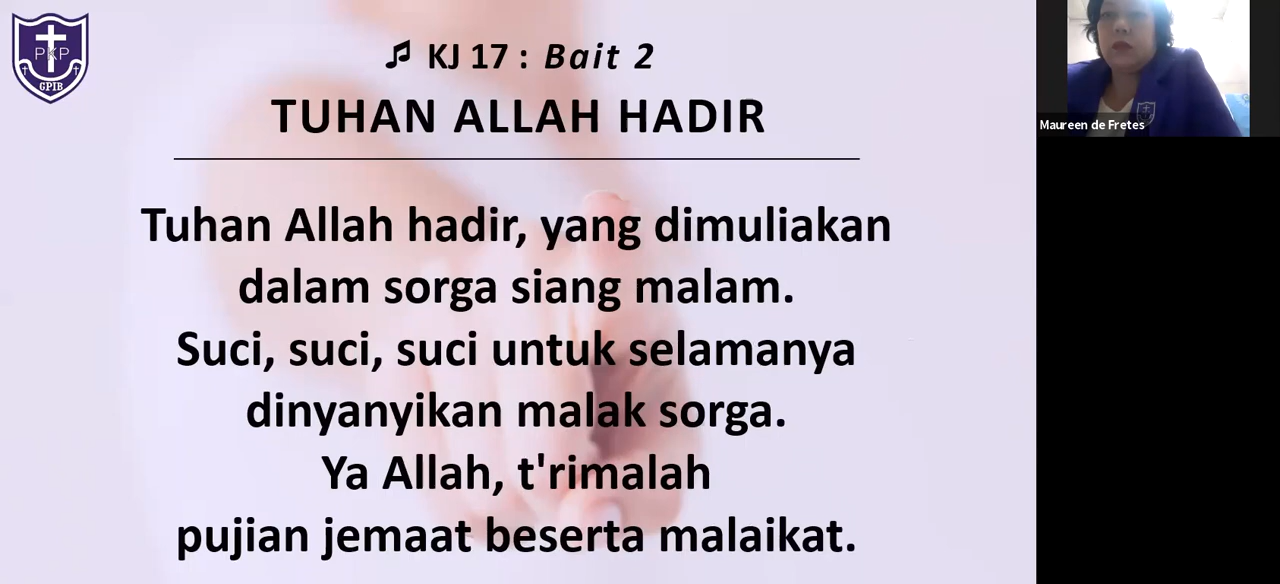 PKP
GPIB
♫ KJ 17 : Bait 2
TUHAN ALLAH HADIR
Tuhan Allah hadir, yang dimuliakan
dalam sorga siang malam.
Suci, suci, suci untuk selamanya
dinyanyikan malak sorga.
Ya Allah, t'rimalah
pujian jemaat beserta malaikat.
Maureen de Fretes